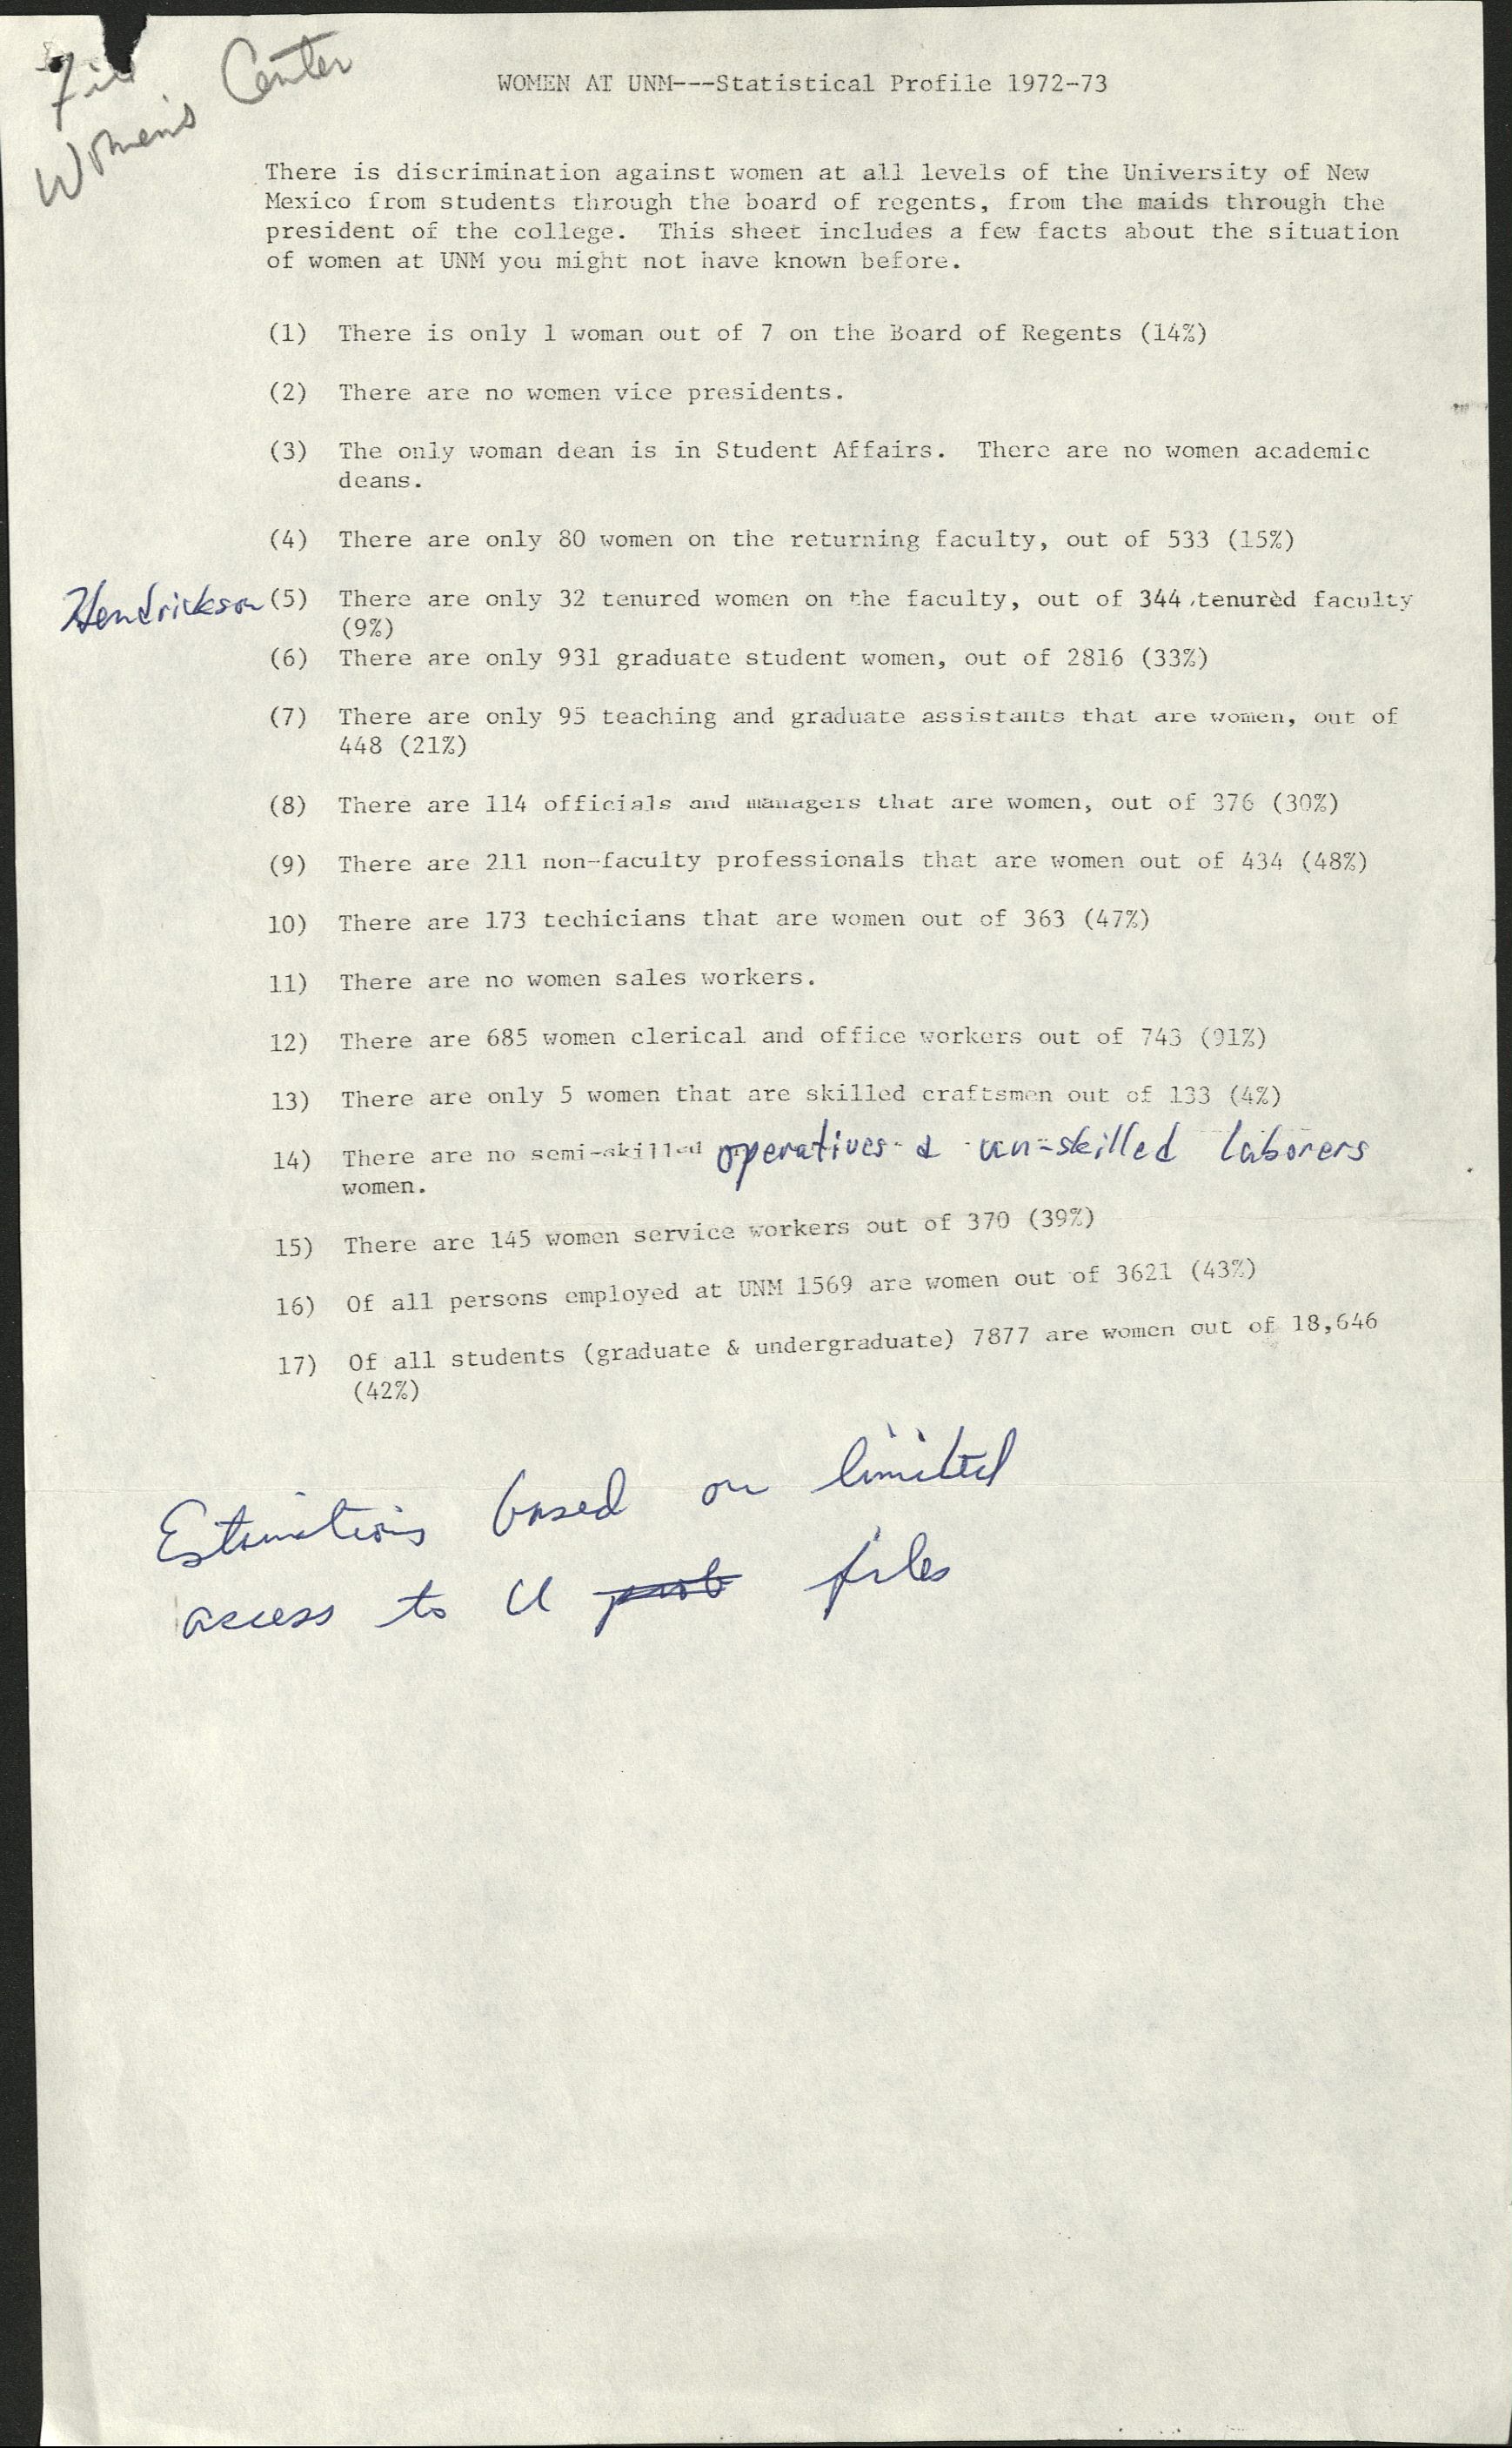 File
Women's Center
WOMEN AT UNM---Statistical Profile 1972-73
There is discrimination against women at all levels of the University of New
Mexico from students through the board of regents, from the maids through the
president of the college.  This sheet includes a few facts about the situation
of women at UNM you might not have known before.
(1) There is only 1 woman out of 7 on the Board of Regents (14%)
(2) There are no women vice presidents.
(3) The only woman dean is in Student Affairs.  There are no women academic
deans.
(4) There are only 80 women on the returning faculty, out of 533 (15%)
Hendrickson (5) There are only 32 tenured women on the faculty, out of 344 tenured faculty
(9%)
(6) There are only 931 graduate student women, out of 2816 (33%)
(7) There are only 95 teaching and graduate assistants that are women, out of
448 (21%)
(8) There are 114 officials and managers that are women, out of 376 (30%)
(9) There are 211 non-faculty professionals that are women out of 434 (48%)
10) There are 173 techicians that are women out of 363 (47%)
11) There are no women sales workers.
12) There are 685 women clerical and office workers out of 743 (91%)
13) There are only 5 women that are skilled craftsmen out of 133 (4%)
14) There are no semi-skilled operatives & un-skilled laborers
women.
15) There are 145 women service workers out of 370 (39%)
16) Of all persons employed at UNM 1569 are women out of 3621 (43%)
17) Of all students (graduate & undergraduate) 7877 are women out of 18,646
(42%)
Estimations based on limited
access to U files